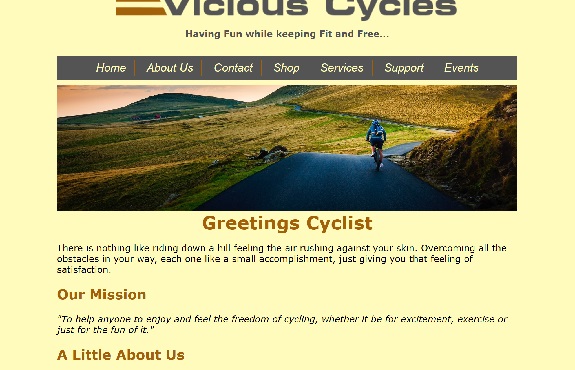 Vicious Cycles
Having Fun while keeping Fit and Free...
Home About Us Contact Shop Services Support Events
Greetings Cyclist
There is nothing like riding down a hill feeling the air rushing against your skin. Overcoming all the
obstacles in your way, each one like a small accomplishment, just giving you that feeling of
satisfaction.
Our Mission
"To help anyone to enjoy and feel the freedom of cycling, whether it be for excitement, exercise or
just for the fun of it."
A Little About Us